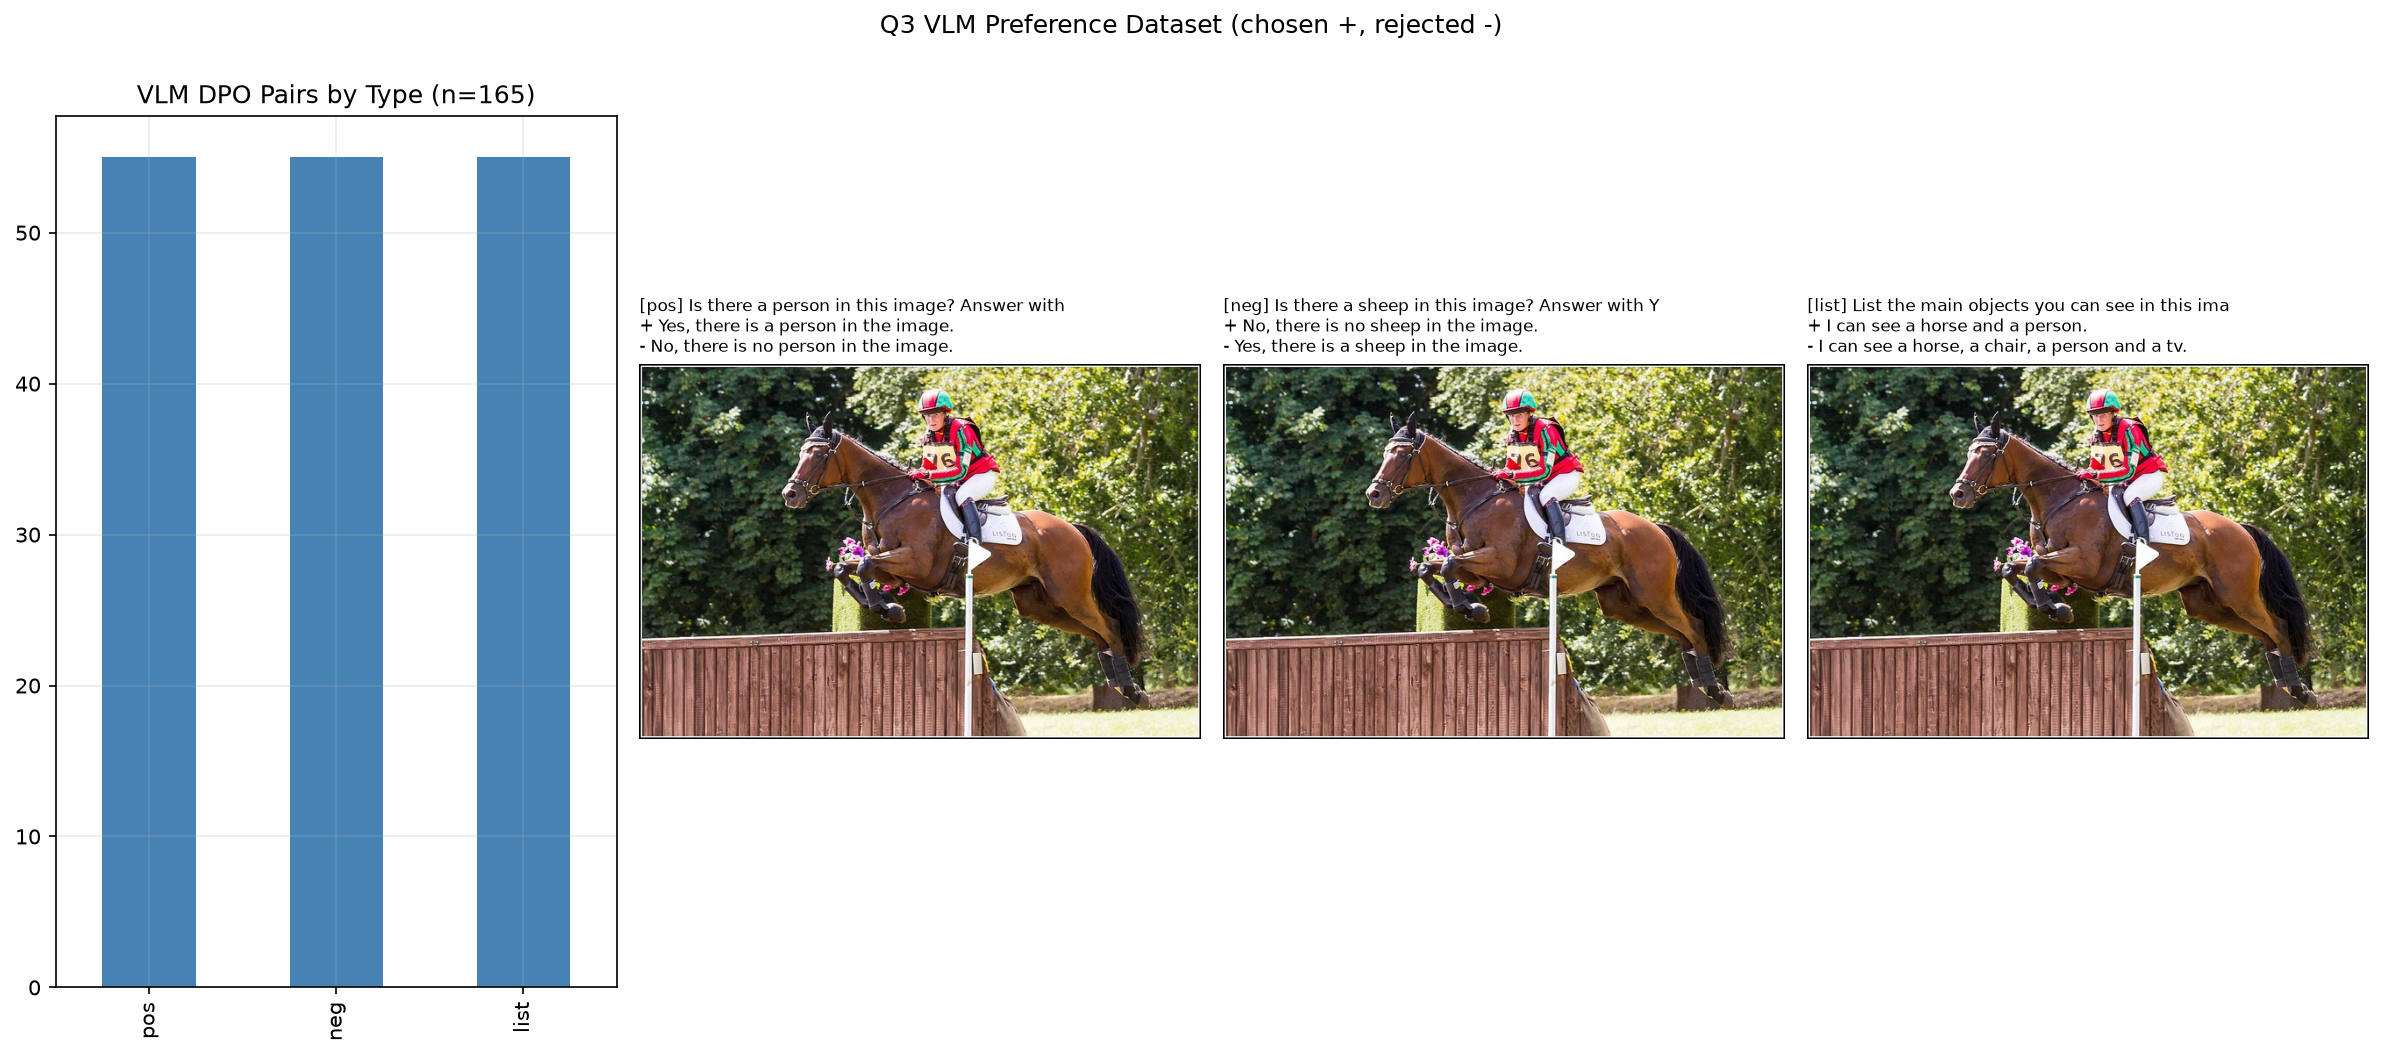 Q3 VLM Preference Dataset (chosen +, rejected -)
VLM DPO Pairs by Type (n=165)
50
40
30
20
10
0
pos
neg
list
[pos] Is there a person in this image? Answer with
+ Yes, there is a person in the image.
- No, there is no person in the image.
LISTON
[neg] Is there a sheep in this image? Answer with Y
+ No, there is no sheep in the image.
- Yes, there is a sheep in the image.
LISTON
[list] List the main objects you can see in this ima
+ I can see a horse and a person.
- I can see a horse, a chair, a person and a tv.
LISTON